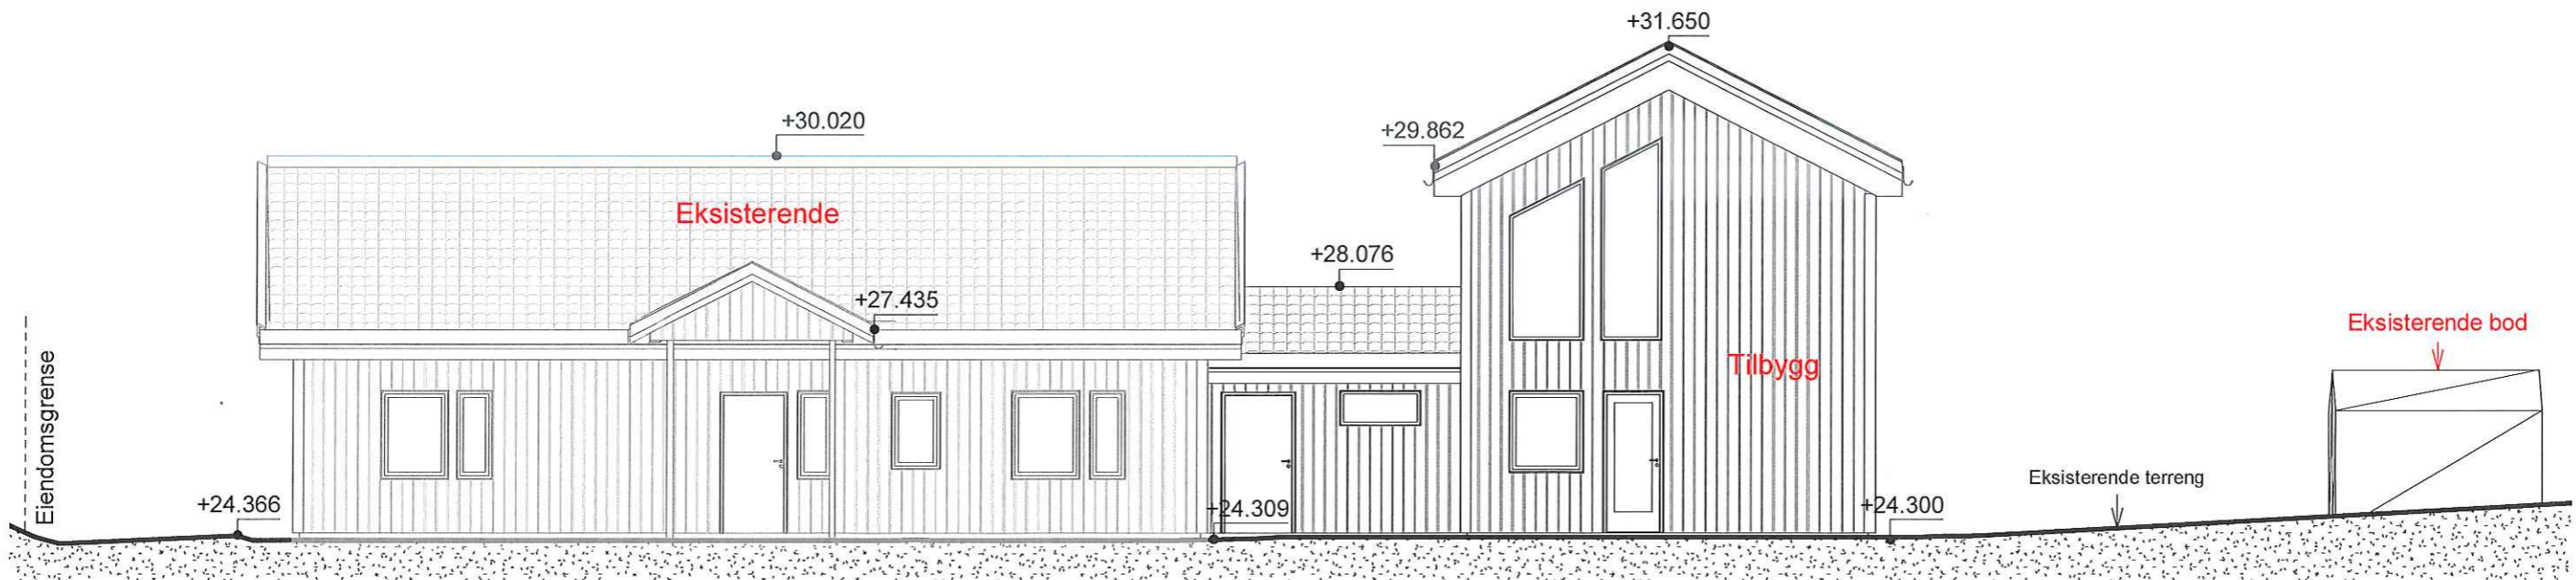 +31.650
+30.020
+29.862
Eksisterende
+28.076
+27.435
Eksisterende bod
Tilbygg
Eiendomsgrense
+24.366
+24.309
+24.300
Eksisterende terreng